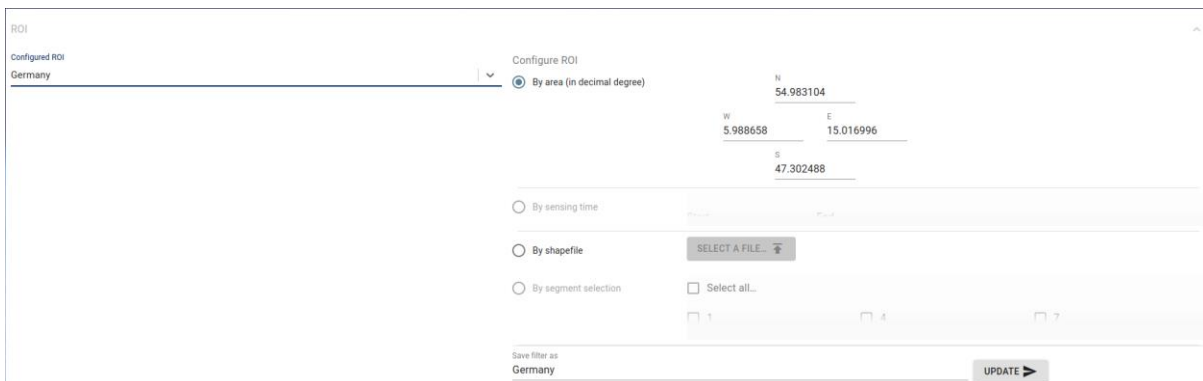 ROI
Configured ROI
Germany
Configure ROI
By area (in decimal degree)
N
54.983104
W
5.988658
E
15.016996
S
47.302488
By sensing time
Start
End
By shapefile
SELECT A FILE...
By segment selection
Select all...
1
4
7
Save filter as
Germany
UPDATE